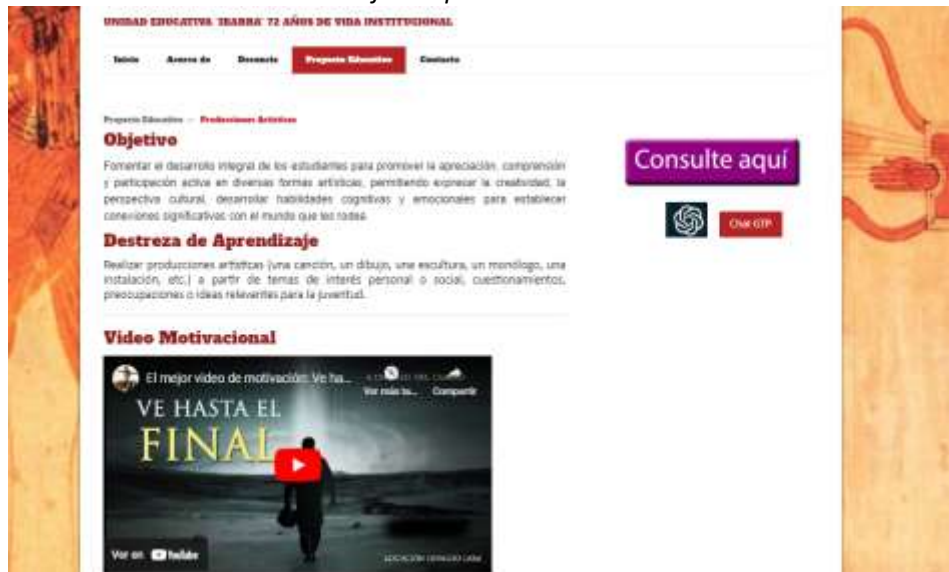 UNIDAD EDUCATIVA "IBARRA" 72 AÑOS DE VIDA INSTITUCIONAL
Inicio Acerca de Docencia Proyecto Educativo Contacto
Proyecto Educativo Producciones Artísticas
Objetivo
Fomentar el desarrollo integral de los estudiantes para promover la apreciación, comprensión
y participación activa en diversas formas artísticas, permitiendo expresar la creatividad, la
perspectiva cultural, desarrollar habilidades cognitivas y emocionales para establecer
conexiones significativas con el mundo que les rodea.
Consulte aquí
Chat GTP
Destreza de Aprendizaje
Realizar producciones artísticas (una canción, un dibujo, una escultura, un monólogo, una
instalación, etc.) a partir de temas de interés personal o social, cuestionamientos,
preocupaciones o ideas relevantes para la juventud.
Video Motivacional
El mejor video de motivación: Ve ha...
Ver más ta... Compartir
VE HASTA EL
FINAL
Ver en YouTube